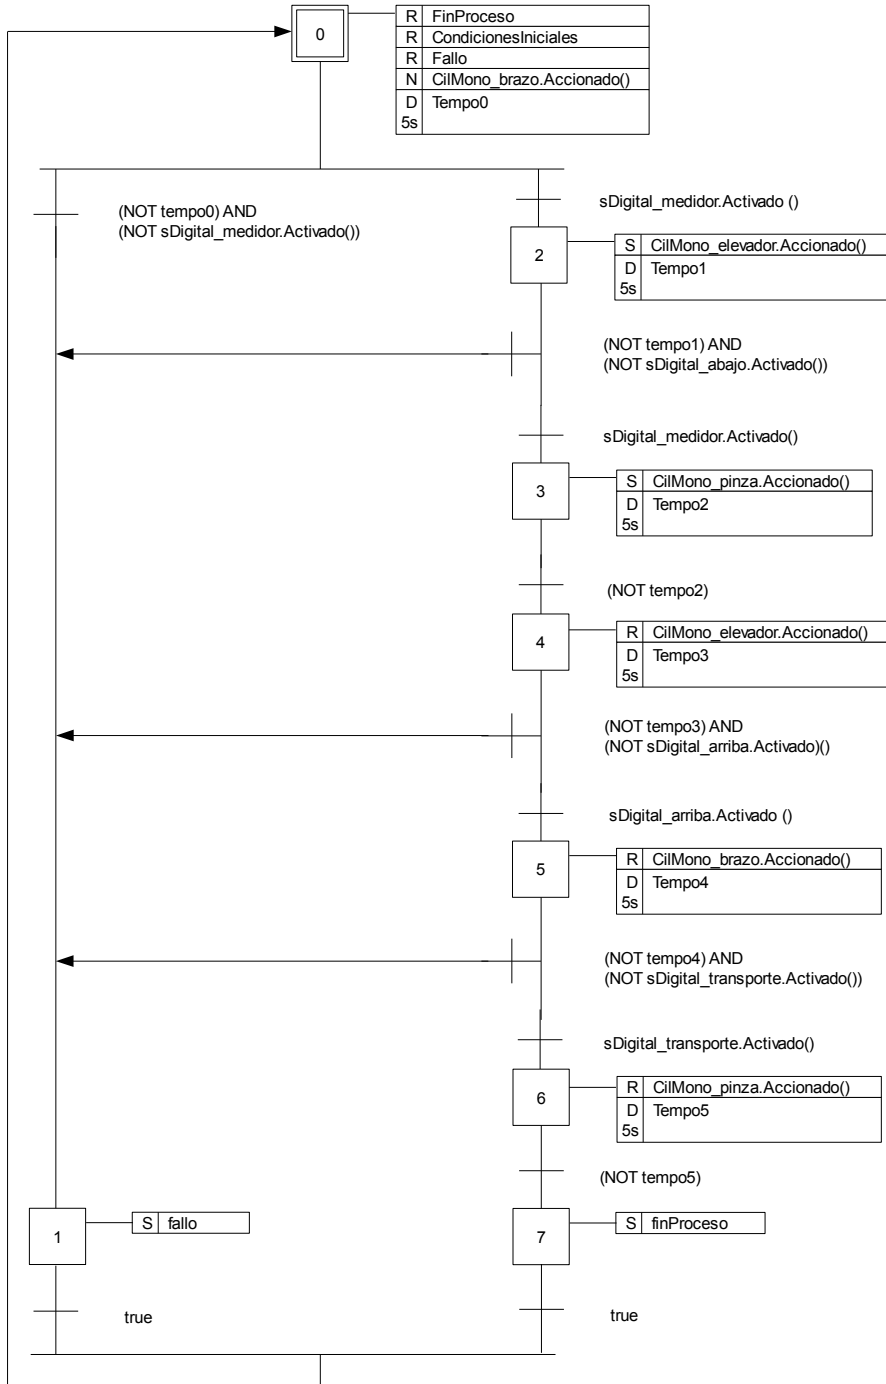 0
R FinProceso
R CondicionesIniciales
R Fallo
N CilMono_brazo.Accionado()
D Tempo0
5s
(NOT tempo0) AND
(NOT sDigital_medidor.Activado())
sDigital_medidor.Activado ()
2
S CilMono_elevador.Accionado()
D Tempo1
5s
(NOT tempo1) AND
(NOT sDigital_abajo.Activado())
sDigital_medidor.Activado()
3
S CilMono_pinza.Accionado()
D Tempo2
5s
(NOT tempo2)
4
R CilMono_elevador.Accionado()
D Tempo3
5s
(NOT tempo3) AND
(NOT sDigital_arriba.Activado)()
sDigital_arriba.Activado ()
5
R CilMono_brazo.Accionado()
D Tempo4
5s
(NOT tempo4) AND
(NOT sDigital_transporte.Activado())
sDigital_transporte.Activado()
6
R CilMono_pinza.Accionado()
D Tempo5
5s
(NOT tempo5)
1
S fallo
7
S finProceso
true
true